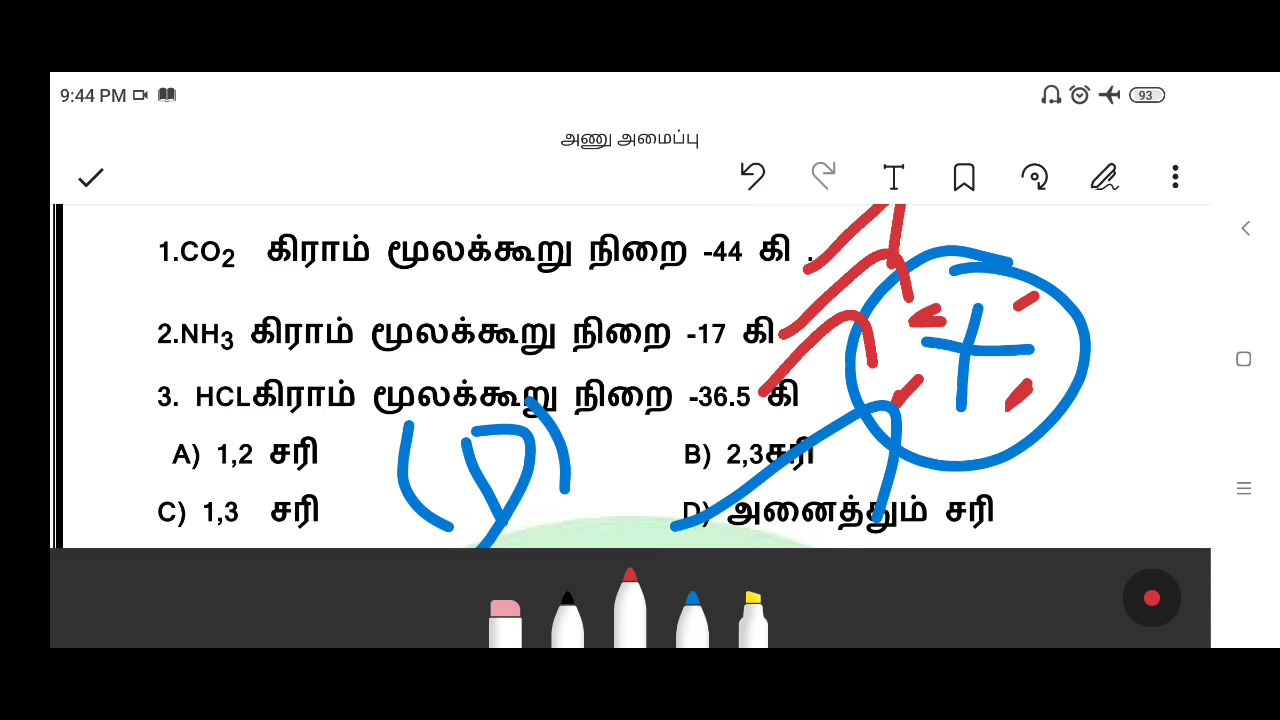 9:44 PM 93
அணு அமைப்பு
1.CO2 கிராம் மூலக்கூறு நிறை -44 கி .
2.NH3 கிராம் மூலக்கூறு நிறை -17 கி
3. HCLகிராம் மூலக்கூறு நிறை -36.5 கி
A) 1,2 சரி B) 2,3சரி
C) 1,3 சரி D) அனைத்தும் சரி